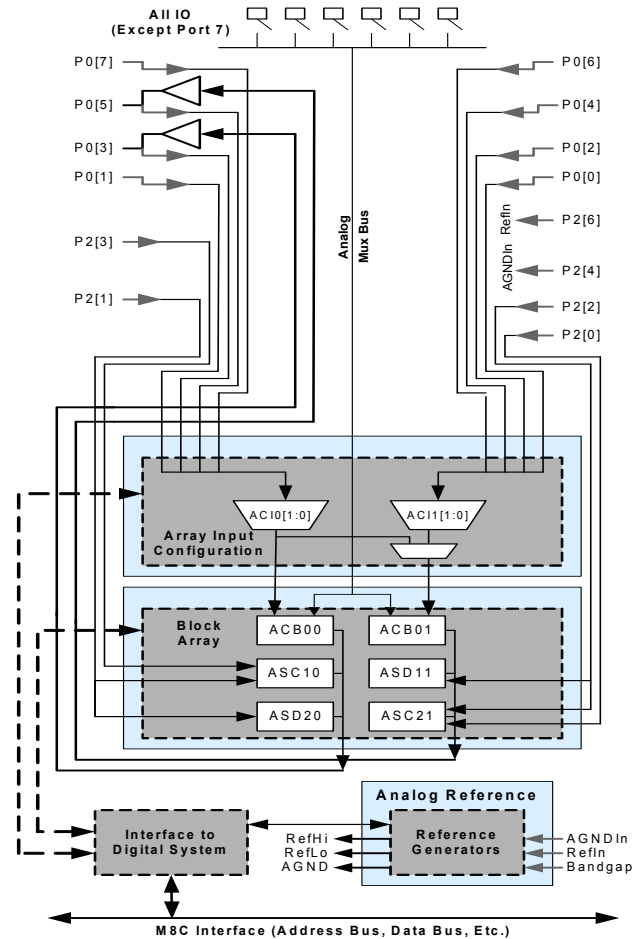 All IO
(Except Port 7)
P0[7]
P0[6]
P0[5]
P0[4]
P0[3]
P0[2]
P0[1]
P0[0]
P2[6]
RefIn
AGNDIn
P2[3]
Analog
Mux Bus
P2[4]
P2[1]
P2[2]
P2[0]
ACI0[1:0]
ACI1[1:0]
Array Input
Configuration
Block
Array
ACB00
ACB01
ASC10
ASD11
ASD20
ASC21
Analog Reference
Interface to
Digital System
RefHi
RefLo
AGND
Reference
Generators
AGNDIn
RefIn
Bandgap
M8C Interface (Address Bus, Data Bus, Etc.)